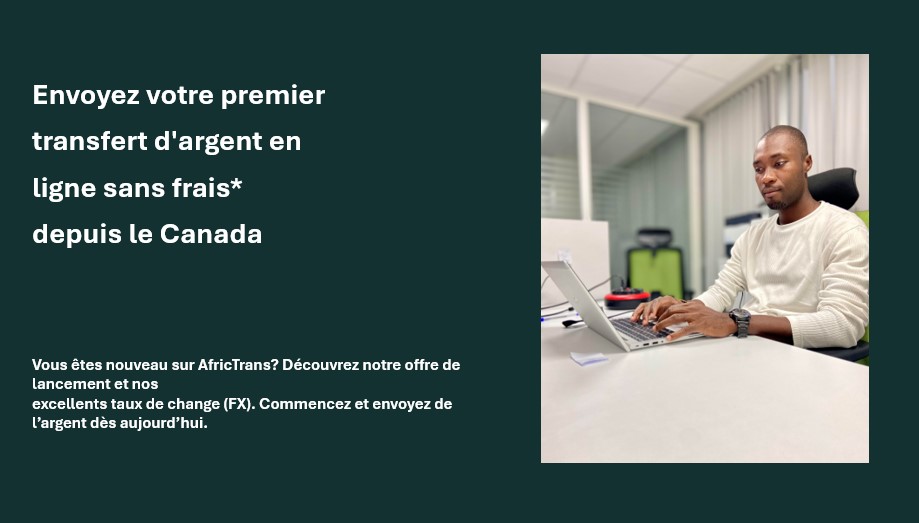 Envoyez votre premier
transfert d'argent en
ligne sans frais*
depuis le Canada
Vous êtes nouveau sur AfricTrans? Découvrez notre offre de
lancement et nos
excellents taux de change (FX). Commencez et envoyez de
l’argent dès aujourd’hui.